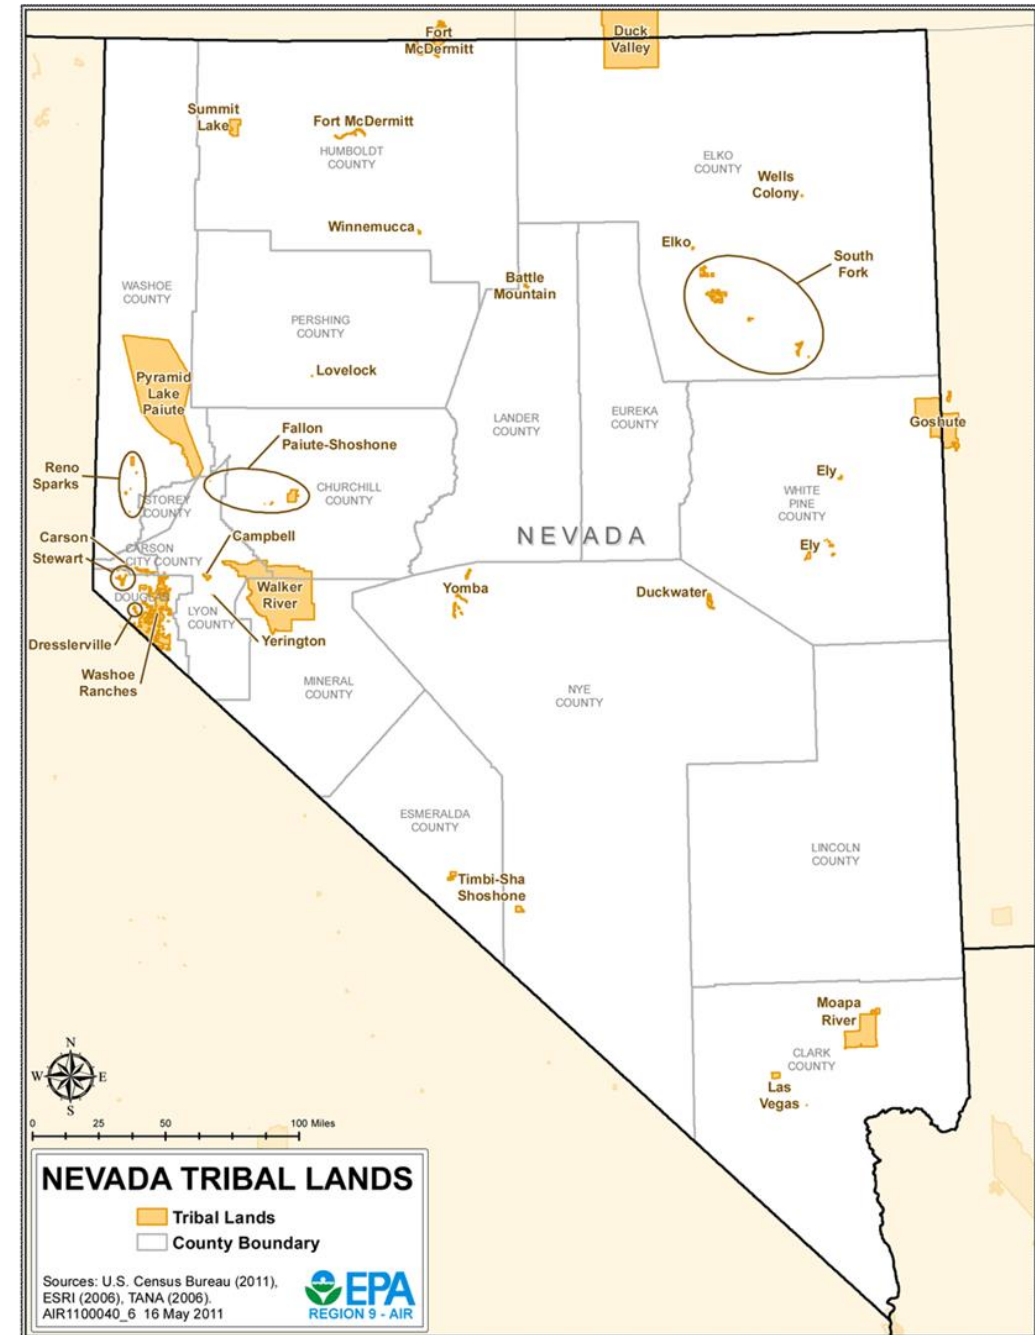 Fort
McDermitt
Duck
Valley
Summit
Lake
Fort McDermitt
HUMBOLDT
COUNTY
ELKO
COUNTY
Wells
Colony
Winnemucca
Elko
South
Fork
Battle
Mountain
WASHOE
COUNTY
PERSHING
COUNTY
Lovelock
Pyramid
Lake
Paiute
LANDER
COUNTY
EUREKA
COUNTY
Goshute
Fallon
Paiute-Shoshone
Reno
Sparks
CHURCHILL
COUNTY
STOREY
COUNTY
Ely
WHITE
PINE
COUNTY
NEVADA
Carson
Stewart
CARSON
CITY COUNTY
Campbell
Ely
DOUGLAS
Walker
River
Yomba
Duckwater
LYON
COUNTY
Dresslerville
Yerington
Washoe
Ranches
MINERAL
COUNTY
NYE
COUNTY
ESMERALDA
COUNTY
LINCOLN
COUNTY
Timbi-Sha
Shoshone
Moapa
River
CLARK
COUNTY
Las
Vegas
N
W E
S
0 25 50 100 Miles
NEVADA TRIBAL LANDS
Tribal Lands
County Boundary
Sources: U.S. Census Bureau (2011),
ESRI (2006), TANA (2006).
AIR1100040_6 16 May 2011
EPA
REGION 9 - AIR